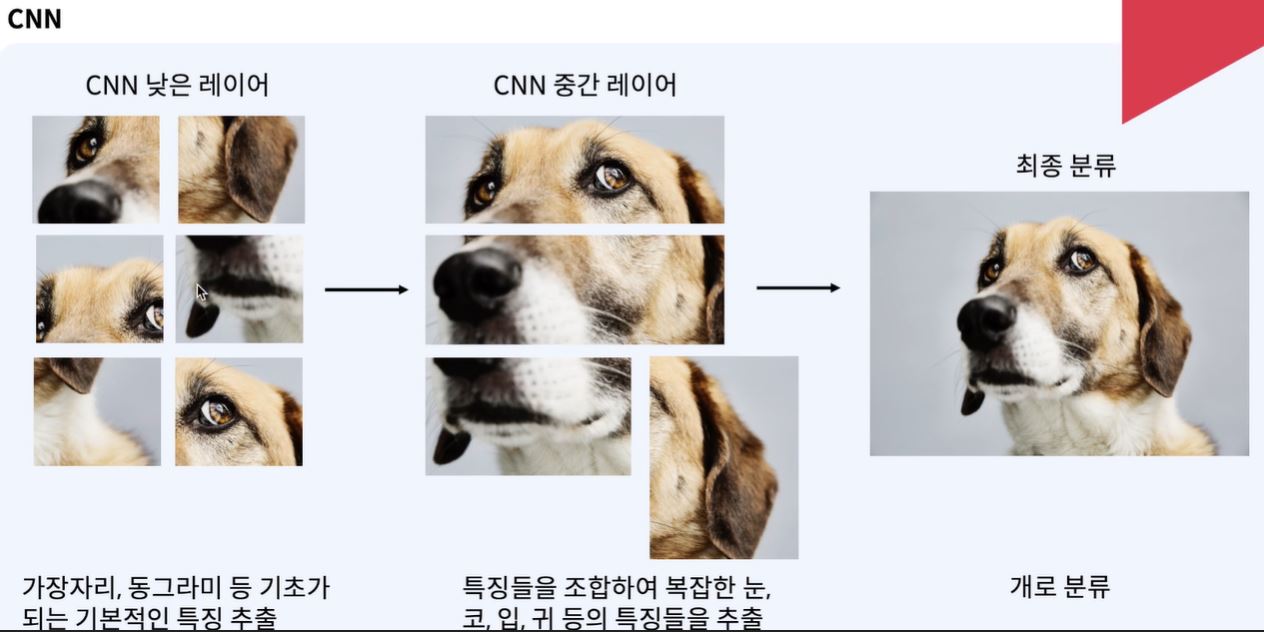 CNN
CNN 낮은 레이어
CNN 중간 레이어
최종 분류
가장자리, 동그라미 등 기초가
되는 기본적인 특징 추출
특징들을 조합하여 복잡한 눈,
코, 입, 귀 등의 특징들을 추출
개로 분류